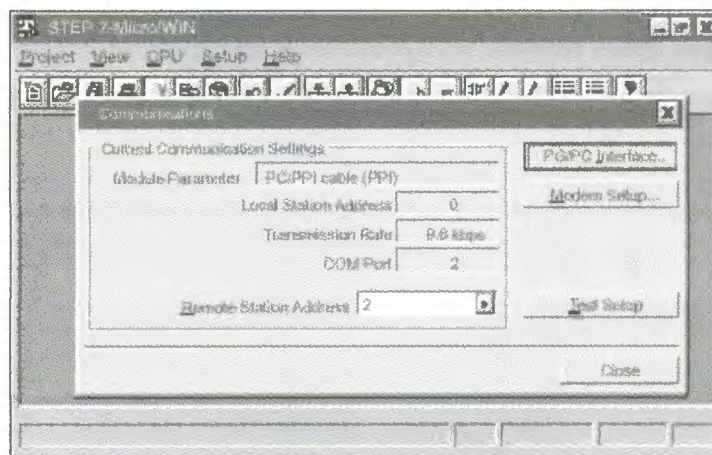 STEP 7-Micro/WIN
Project View CPU Setup Help
Communications
Current Communication Settings
PG/PC Interface...
Module Parameter PC/PPI cable (PPI)
Modem Setup...
Local Station Address 0
Transmission Rate 9.6 kbps
COM Port 2
Remote Station Address 2
Test Setup
Close